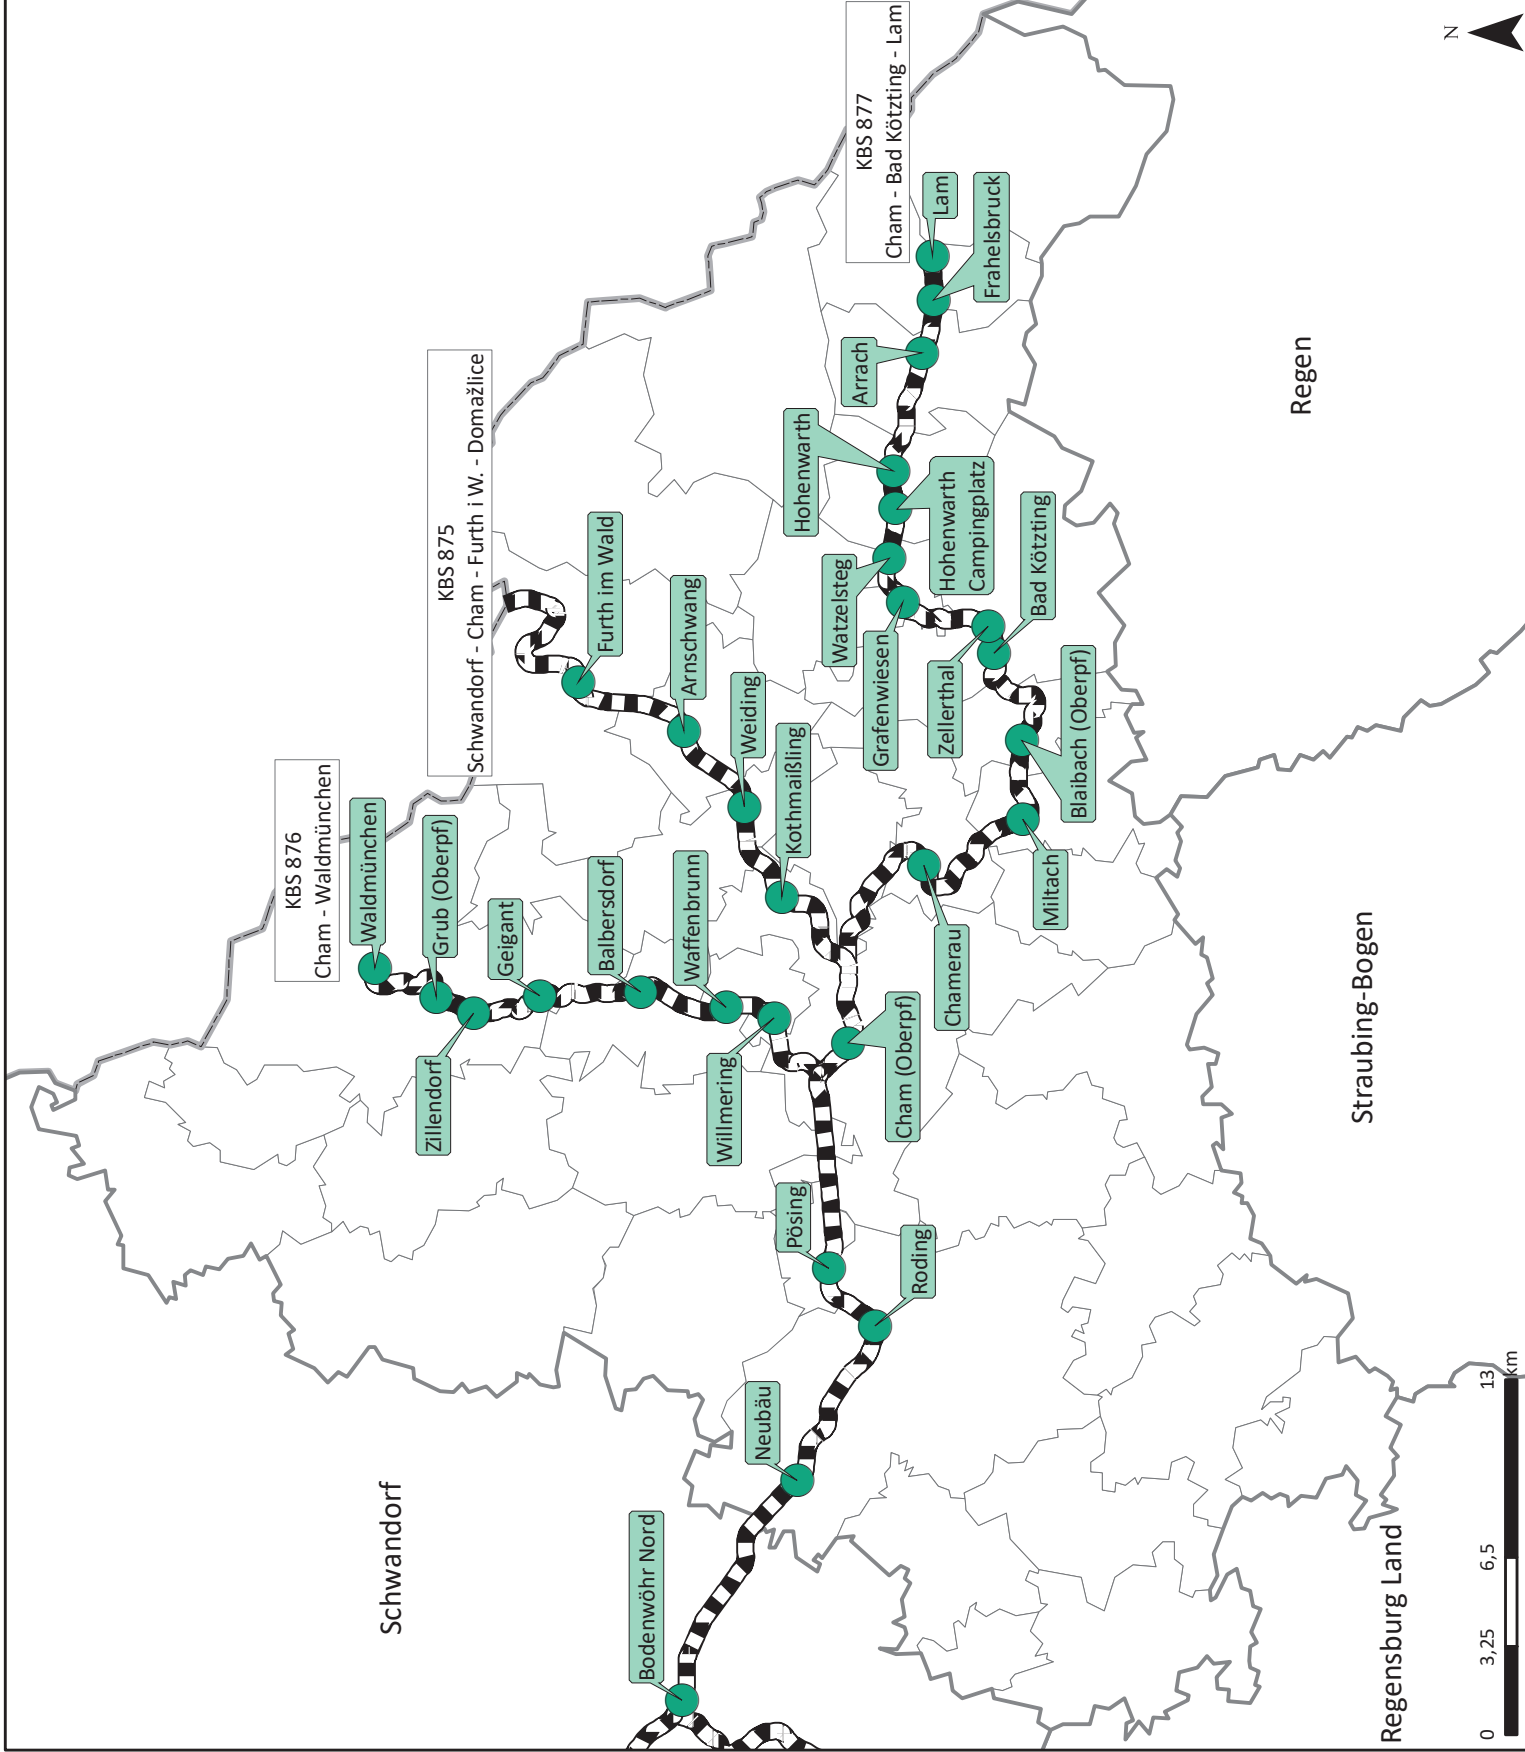 KBS 876
Cham - Waldmünchen
KBS 875
Schwandorf - Cham - Furth i W. - Domažlice
KBS 877
Cham - Bad Kötzting - Lam
N
Schwandorf
Waldmünchen
Grub (Oberpf)
Zillendorf
Geigant
Balbersdorf
Waffenbrunn
Willmering
Furth im Wald
Arnschwang
Weiding
Kothmaißling
Bodenwöhr Nord
Neubäu
Pösing
Roding
Cham (Oberpf)
Chamerau
Miltach
Blaibach (Oberpf)
Bad Kötzting
Zellerthal
Grafenwiesen
Watzelsteg
Hohenwarth
Campingplatz
Hohenwarth
Arrach
Frahelsbruck
Lam
Regen
Straubing-Bogen
Regensburg Land
0
3,25
6,5
13
km